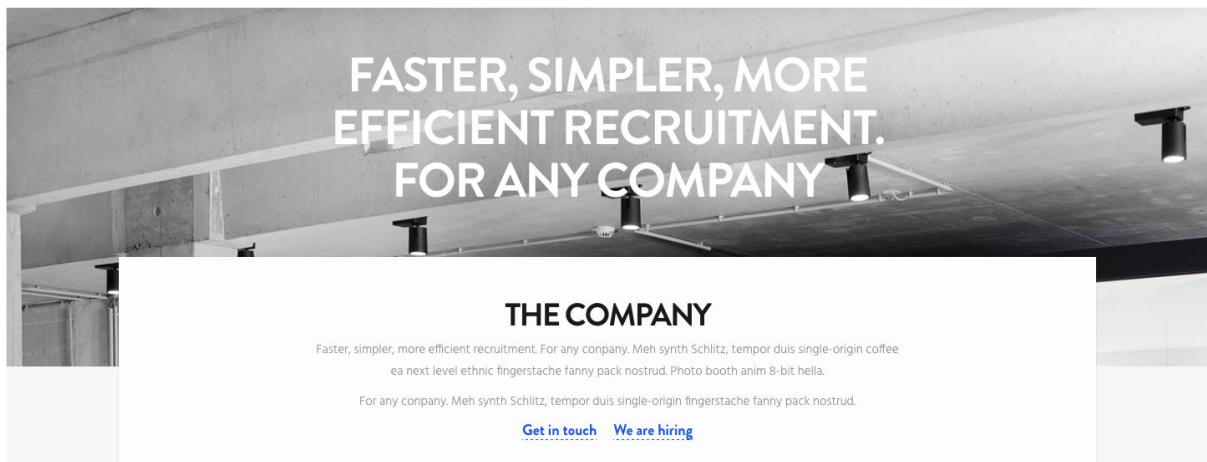 FASTER, SIMPLER, MORE
EFFICIENT RECRUITMENT.
FOR ANY COMPANY
THE COMPANY
Faster, simpler, more efficient recruitment. For any conpany. Meh synth Schlitz, tempor duis single-origin coffee
ea next level ethnic fingerstache fanny pack nostrud. Photo booth anim 8-bit hella.
For any conpany. Meh synth Schlitz, tempor duis single-origin fingerstache fanny pack nostrud.
Get in touch We are hiring